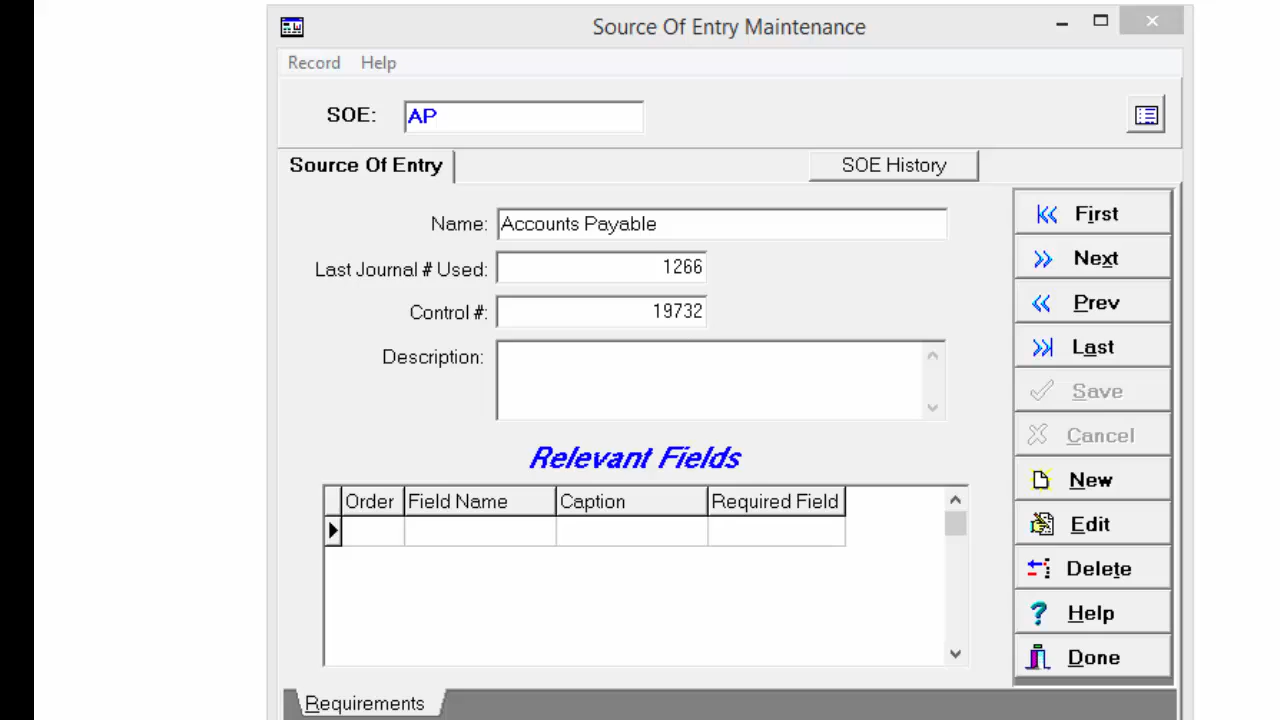 Source Of Entry Maintenance
Record Help
SOE: AP
Source Of Entry SOE History
Name: Accounts Payable
Last Journal # Used: 1266
Control #: 19732
Description:
Relevant Fields
Order Field Name Caption Required Field
First
Next
Prev
Last
Save
Cancel
New
Edit
Delete
Help
Done
Requirements